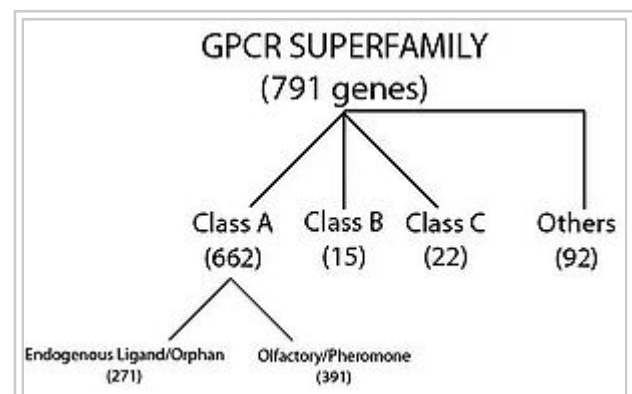 GPCR SUPERFAMILY
(791 genes)
Class A
(662)
Class B
(15)
Class C
(22)
Others
(92)
Endogenous Ligand/Orphan
(271)
Olfactory/Pheromone
(391)